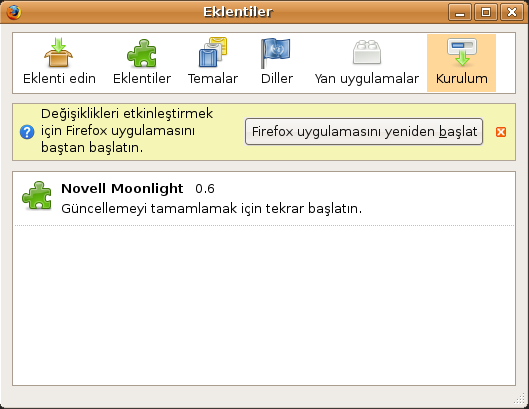 Eklentiler
Eklenti edin Eklentiler Temalar Diller Yan uygulamalar Kurulum
Değişiklikleri etkinleştirmek
için Firefox uygulamasını
baştan başlatın.
Firefox uygulamasını yeniden başlat
Novell Moonlight 0.6
Güncellemeyi tamamlamak için tekrar başlatın.